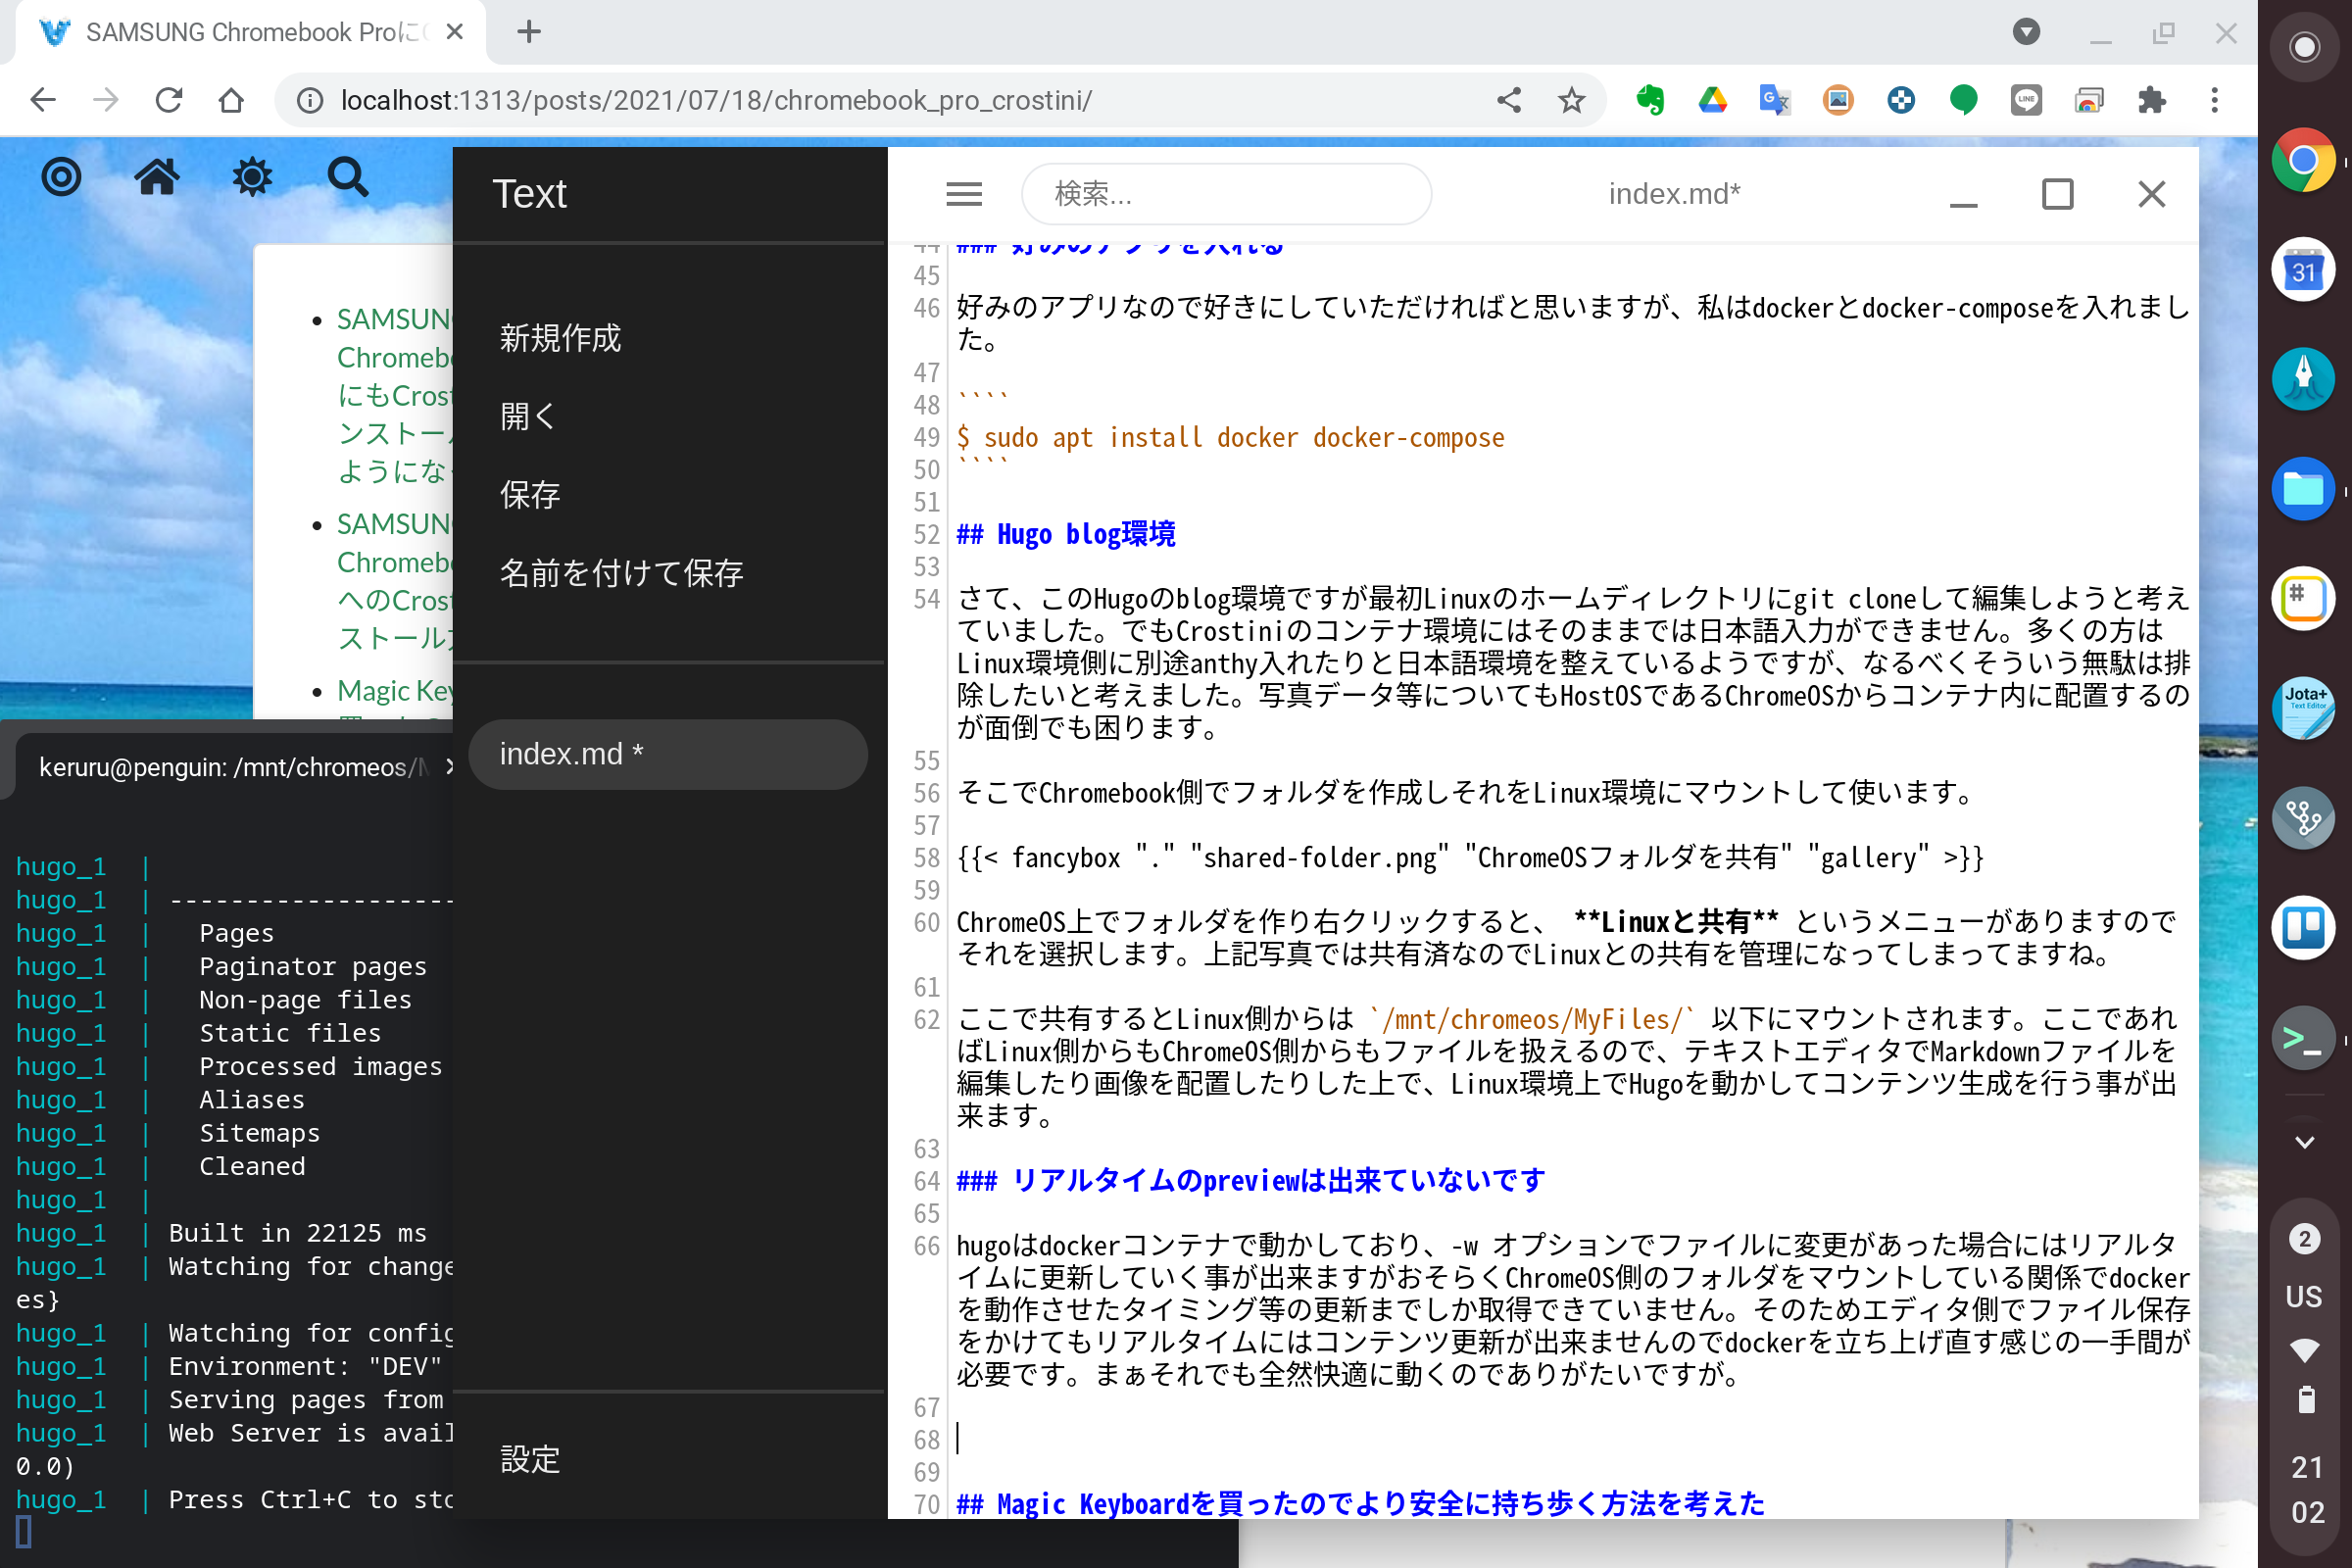 SAMSUNG Chromebook Proに
localhost:1313/posts/2021/07/18/chromebook_pro_crostini/
SAMSUN
Chromeb
にもCros
ンストー
ようにな
SAMSUN
Chromeb
へのCros
ストール
Magic Key
keruru@penguin: /mnt/chromeos/M
hugo_1 |
hugo_1 | -------------------
hugo_1 | Pages
hugo_1 | Paginator pages
hugo_1 | Non-page files
hugo_1 | Static files
hugo_1 | Processed images
hugo_1 | Aliases
hugo_1 | Sitemaps
hugo_1 | Cleaned
hugo_1 |
hugo_1 | Built in 22125 ms
hugo_1 | Watching for change
es}
hugo_1 | Watching for config
hugo_1 | Environment: "DEV"
hugo_1 | Serving pages from
hugo_1 | Web Server is avail
0.0)
hugo_1 | Press Ctrl+C to sto
Text
新規作成
開く
保存
名前を付けて保存
index.md *
設定
検索...
index.md*
44 ### 好みのアプリを入れる
45
46 好みのアプリなので好きにしていただければと思いますが、私はdockerとdocker-composeを入れまし
た。
47
48 ````
49 $ sudo apt install docker docker-compose
50 ````
51
52 ## Hugo blog環境
53
54 さて、このHugoのblog環境ですが最初Linuxのホームディレクトリにgit cloneして編集しようと考え
ていました。でもCrostiniのコンテナ環境にはそのままでは日本語入力ができません。多くの方は
Linux環境側に別途anthy入れたりと日本語環境を整えているようですが、なるべくそういう無駄は排
除したいと考えました。写真データ等についてもHostOSであるChromeOSからコンテナ内に配置するの
が面倒でも困ります。
55
56 そこでChromebook側でフォルダを作成しそれをLinux環境にマウントして使います。
57
58 {{< fancybox "." "shared-folder.png" "ChromeOSフォルダを共有" "gallery" >}}
59
60 ChromeOS上でフォルダを作り右クリックすると、 **Linuxと共有** というメニューがありますので
それを選択します。上記写真では共有済なのでLinuxとの共有を管理になってしまってますね。
61
62 ここで共有するとLinux側からは `/mnt/chromeos/MyFiles/` 以下にマウントされます。ここであれ
ばLinux側からもChromeOS側からもファイルを扱えるので、テキストエディタでMarkdownファイルを
編集したり画像を配置したりした上で、Linux環境上でHugoを動かしてコンテンツ生成を行う事が出
来ます。
63
64 ### リアルタイムのpreviewは出来ていないです
65
66 hugoはdockerコンテナで動かしており、-w オプションでファイルに変更があった場合にはリアルタ
イムに更新していく事が出来ますがおそらくChromeOS側のフォルダをマウントしている関係でdocker
を動作させたタイミング等の更新までしか取得できていません。そのためエディタ側でファイル保存
をかけてもリアルタイムにはコンテンツ更新が出来ませんのでdockerを立ち上げ直す感じの一手間が
必要です。まぁそれでも全然快適に動くのでありがたいですが。
67
68
69
70 ## Magic Keyboardを買ったのでより安全に持ち歩く方法を考えた
LINE
31
#
Jota+
Text Editor
>_
2
US
21
02